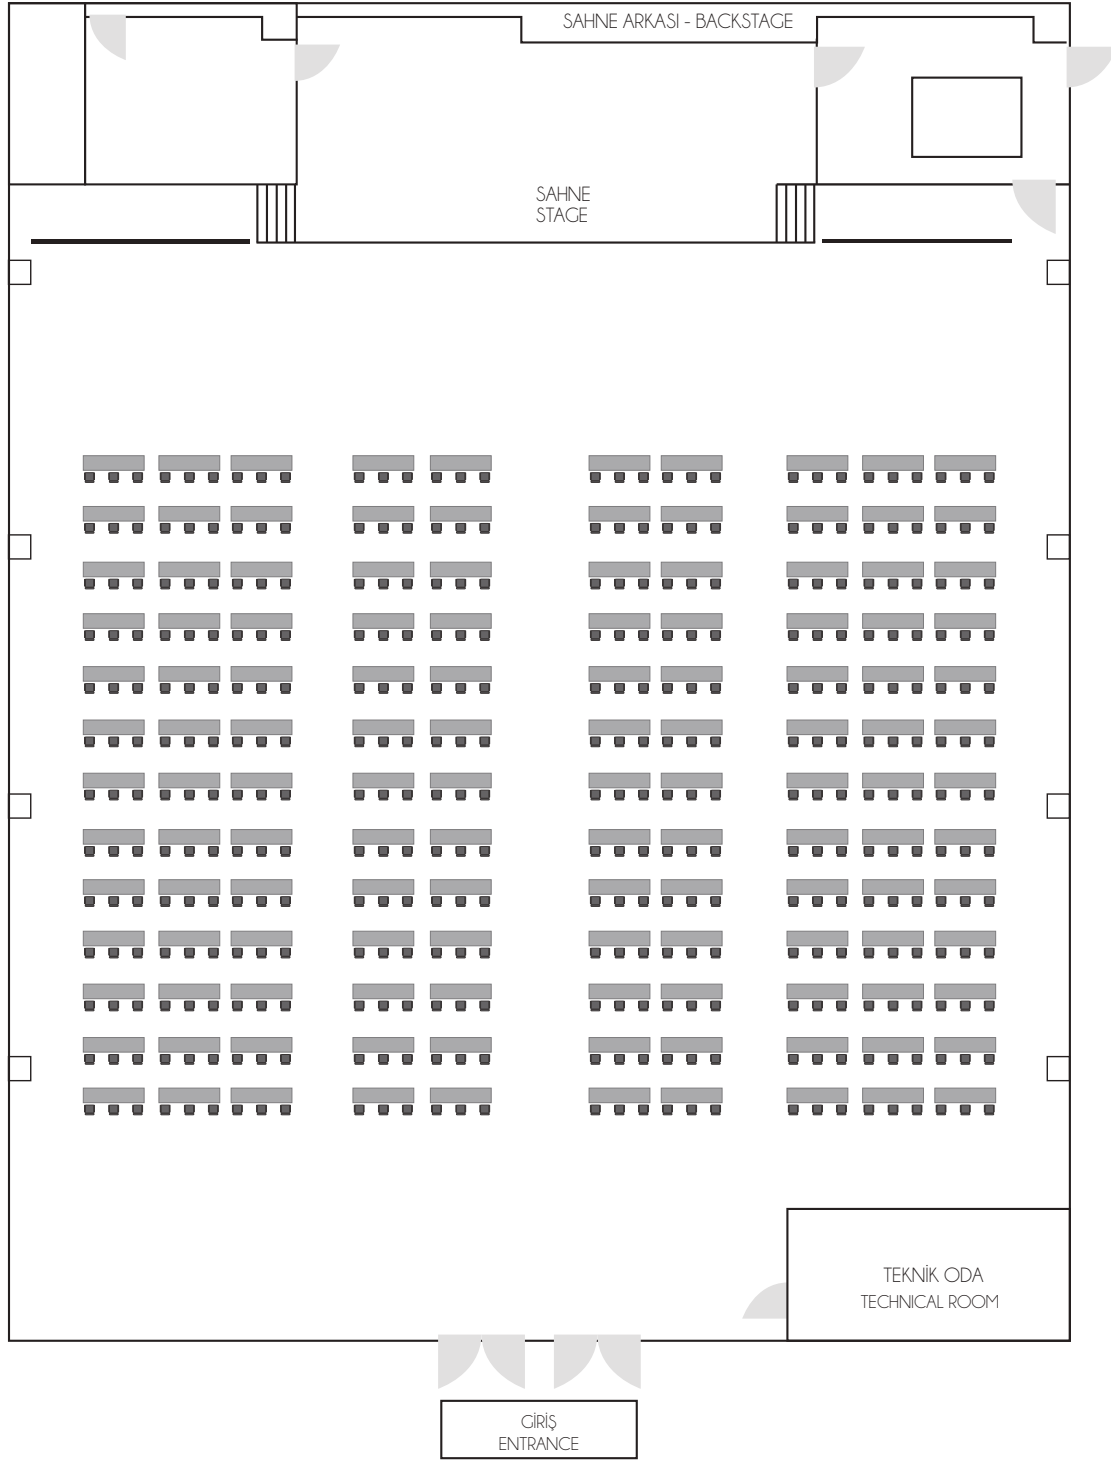 SAHNE ARKASI - BACKSTAGE
SAHNE
STAGE
TEKNİK ODA
TECHNICAL ROOM
GİRİŞ
ENTRANCE